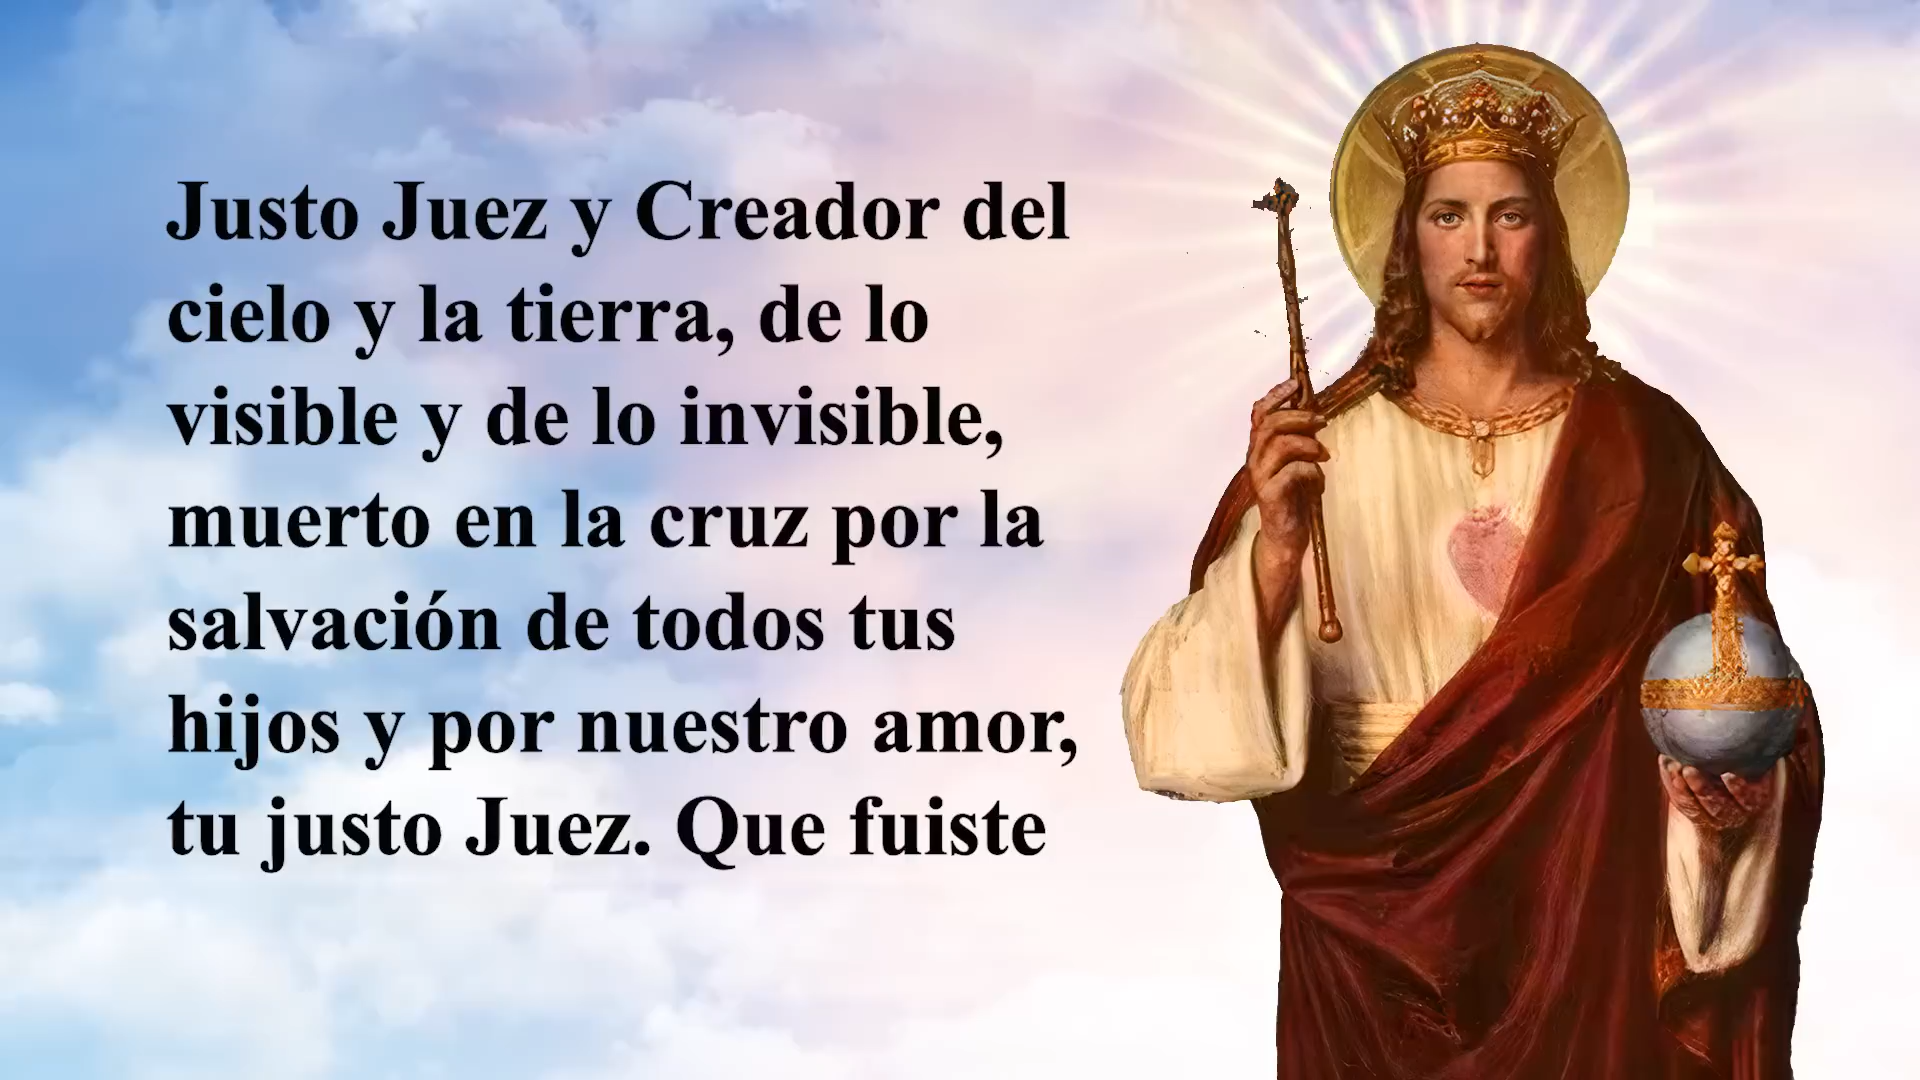 Justo Juez y Creador del
cielo y la tierra, de lo
visible y de lo invisible,
muerto en la cruz por la
salvación de todos tus
hijos y por nuestro amor,
tu justo Juez. Que fuiste